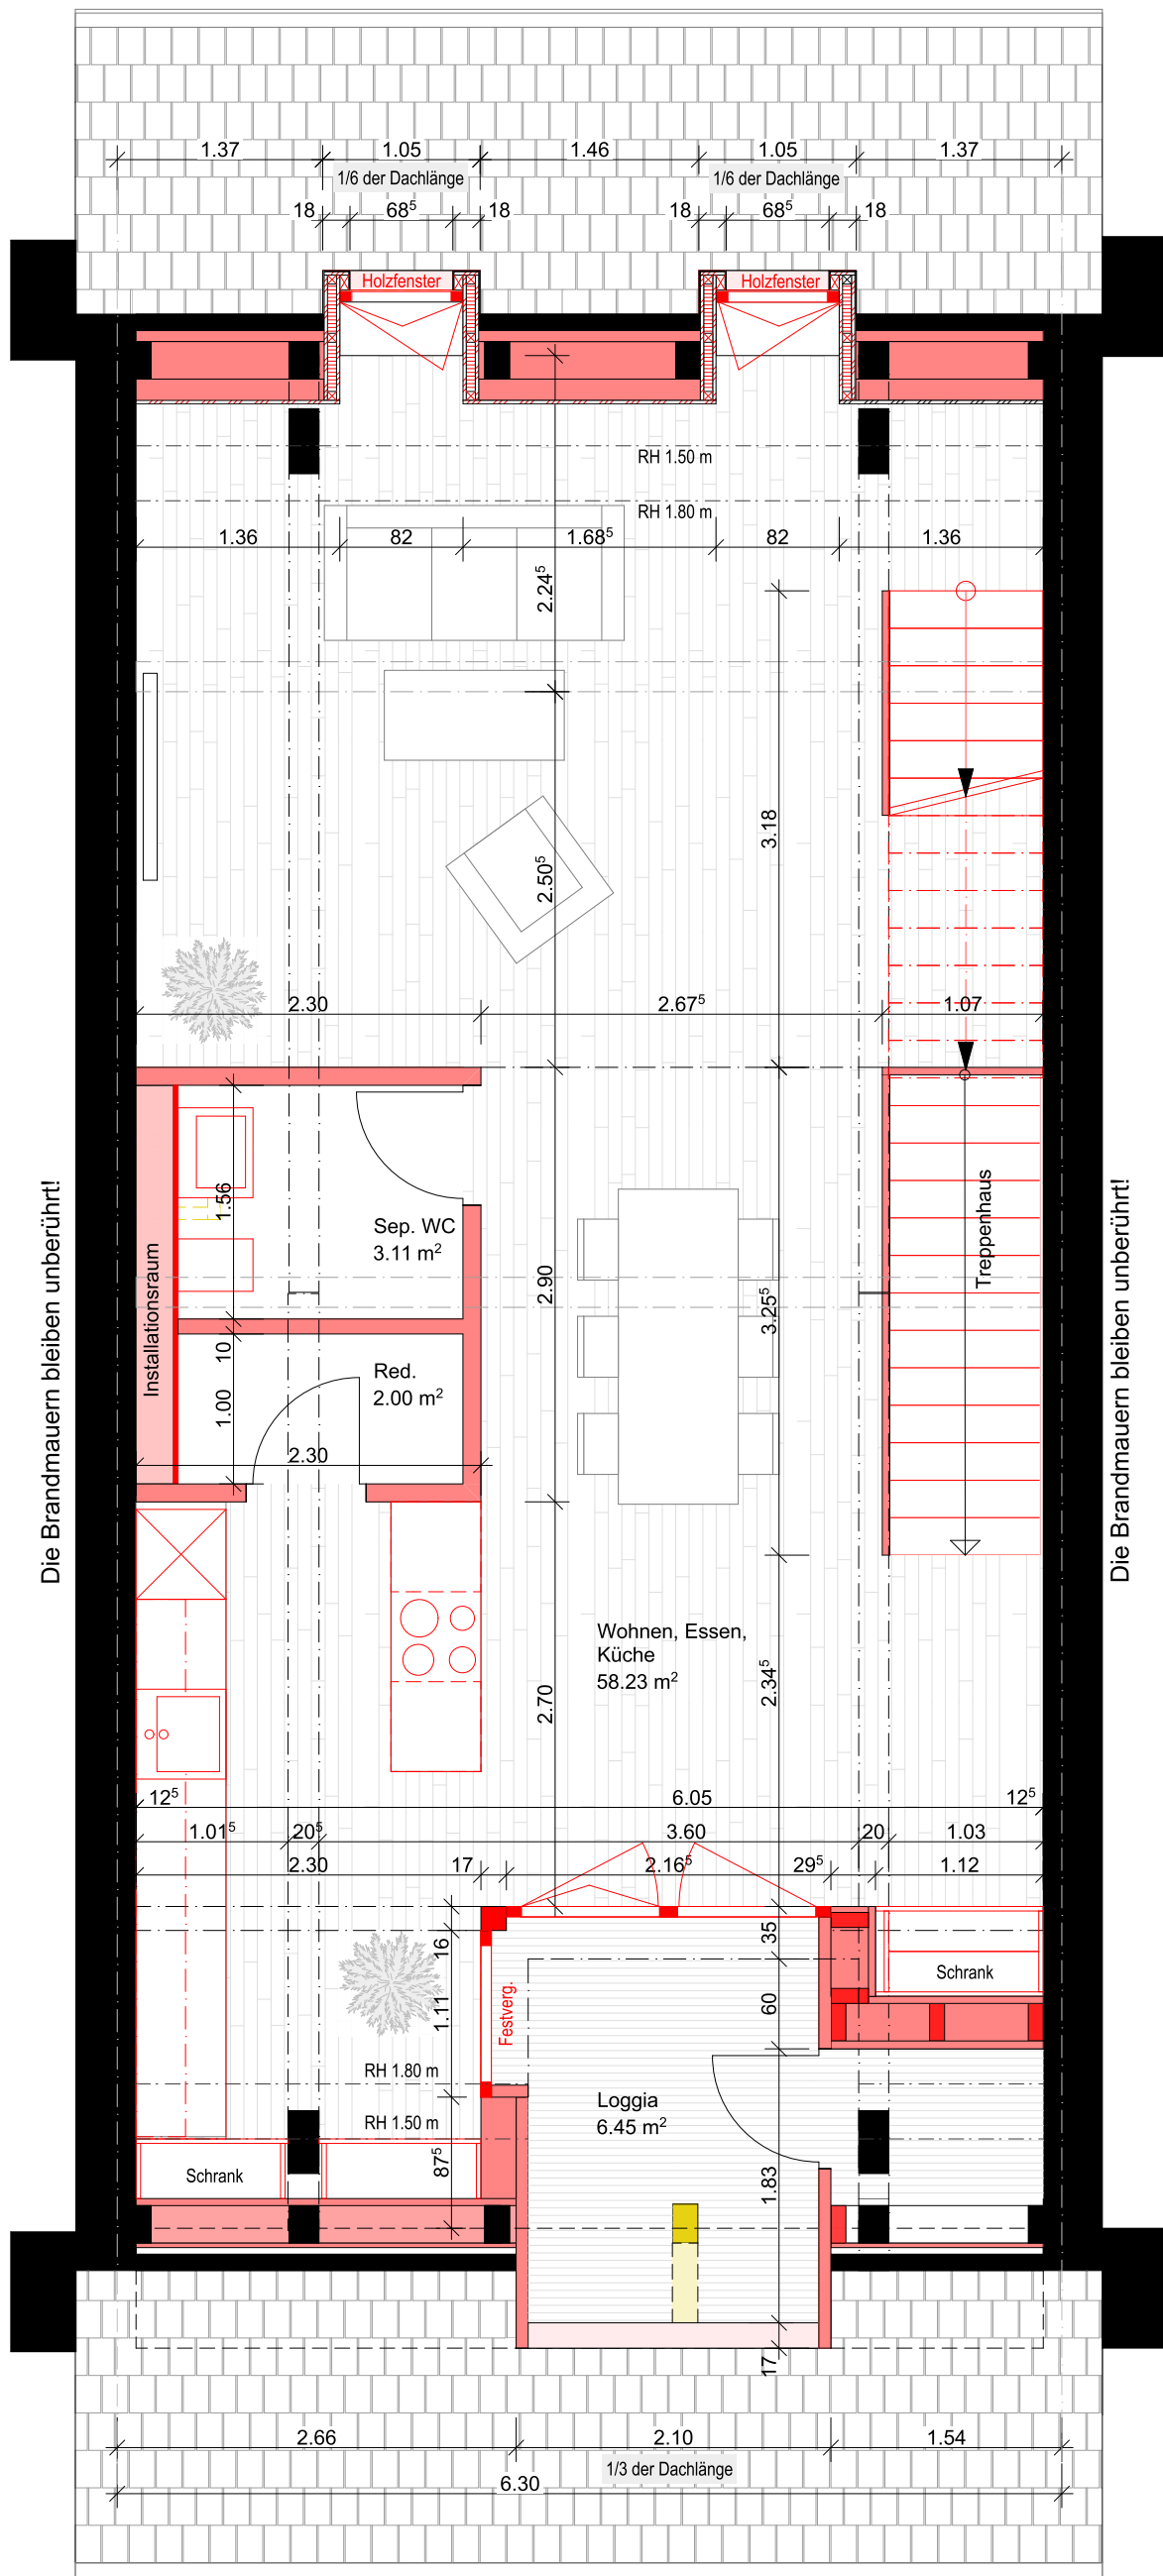 1.37 1.05 1.46 1.05 1.37
1/6 der Dachlänge 1/6 der Dachlänge
18 68⁵ 18 18 68⁵ 18
Holzfenster Holzfenster
RH 1.50 m
RH 1.80 m
1.36 82 1.68⁵ 82 1.36
2.24⁵
3.18
2.50⁵
2.30 2.67⁵ 1.07
Die Brandmauern bleiben unberührt!
Installationsraum
1.56
Sep. WC
3.11 m²
10
1.00
Red.
2.00 m²
2.30
2.90
3.25⁵
Treppenhaus
Die Brandmauern bleiben unberührt!
Wohnen, Essen,
Küche
58.23 m²
2.70
2.34⁵
12⁵ 6.05 12⁵
1.01⁵ 20⁵ 3.60 20 1.03
2.30 17 2.16⁵ 29⁵ 1.12
16
35
1.11
60
Festverg.
Schrank
RH 1.80 m
RH 1.50 m
Loggia
6.45 m²
87⁵
1.83
Schrank
17
2.66 2.10 1.54
1/3 der Dachlänge
6.30